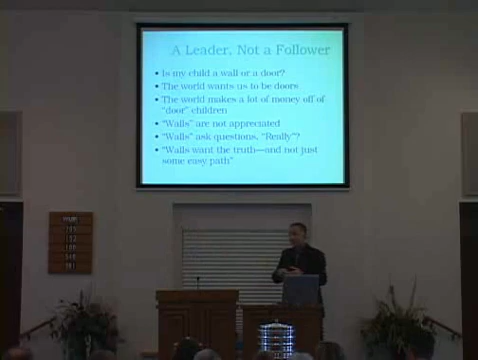 A Leader, Not a Follower
• Is my child a wall or a door?
• The world wants us to be doors
• The world makes a lot of money off of
"door" children
• "Walls" are not appreciated
• "Walls" ask questions, "Really"?
• "Walls want the truth—and not just
some easy path"